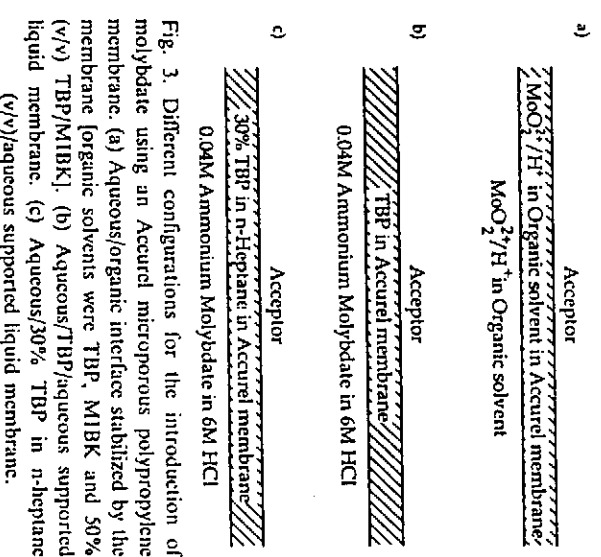 a)
Acceptor
MoO₂²⁺/H⁺ in Organic solvent in Accurel membrane
MoO₂²⁺/H⁺ in Organic solvent
b)
Acceptor
TBP in Accurel membrane
0.04M Ammonium Molybdate in 6M HCl
c)
Acceptor
30% TBP in n-Heptane in Accurel membrane
0.04M Ammonium Molybdate in 6M HCl
Fig. 3. Different configurations for the introduction of
molybdate using an Accurel microporous polypropylene
membrane. (a) Aqueous/organic interface stabilized by the
membrane [organic solvents were TBP, MIBK and 50%
(v/v) TBP/MIBK]. (b) Aqueous/TBP/aqueous supported
liquid membrane. (c) Aqueous/30% TBP in n-heptane
(v/v)/aqueous supported liquid membrane.